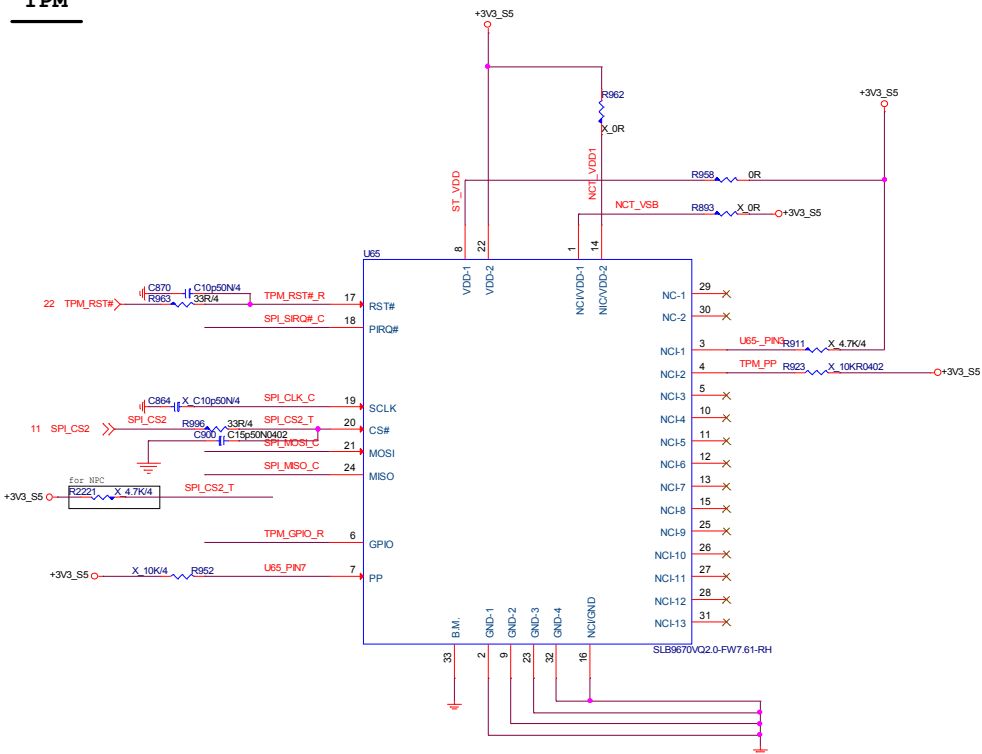 TPM
+3V3_S5
R962
X_0R
+3V3_S5
ST_VDD
NCT_VDD1
R958 0R
NCT_VSB
R893 X_0R
+3V3_S5
8
22
1
14
U65
VDD-1
VDD-2
NCI/VDD-1
NIC/VDD-2
C870 C10p50N/4
22 TPM_RST# R963 33R/4 TPM_RST#_R 17 RST#
SPI_SIRQ#_C 18 PIRQ#
C864 X_C10p50N/4 SPI_CLK_C 19 SCLK
11 SPI_CS2 SPI_CS2 R996 33R/4 SPI_CS2_T 20 CS#
C900 C15p50N0402
SPI_MOSI_C 21 MOSI
SPI_MISO_C 24 MISO
for NPC
+3V3_S5 R2221 X_4.7K/4 SPI_CS2_T
TPM_GPIO_R 6 GPIO
+3V3_S5 X_10K/4 R952 U65_PIN7 7 PP
NC-1 29
NC-2 30
NCI-1 3 U65-_PIN3 R911 X_4.7K/4
NCI-2 4 TPM_PP R923 X_10KR0402 +3V3_S5
NCI-3 5
NCI-4 10
NCI-5 11
NCI-6 12
NCI-7 13
NCI-8 15
NCI-9 25
NCI-10 26
NCI-11 27
NCI-12 28
NCI-13 31
B.M.
GND-1
GND-2
GND-3
GND-4
NCI/GND
SLB9670VQ2.0-FW7.61-RH
33
2
9
23
32
16